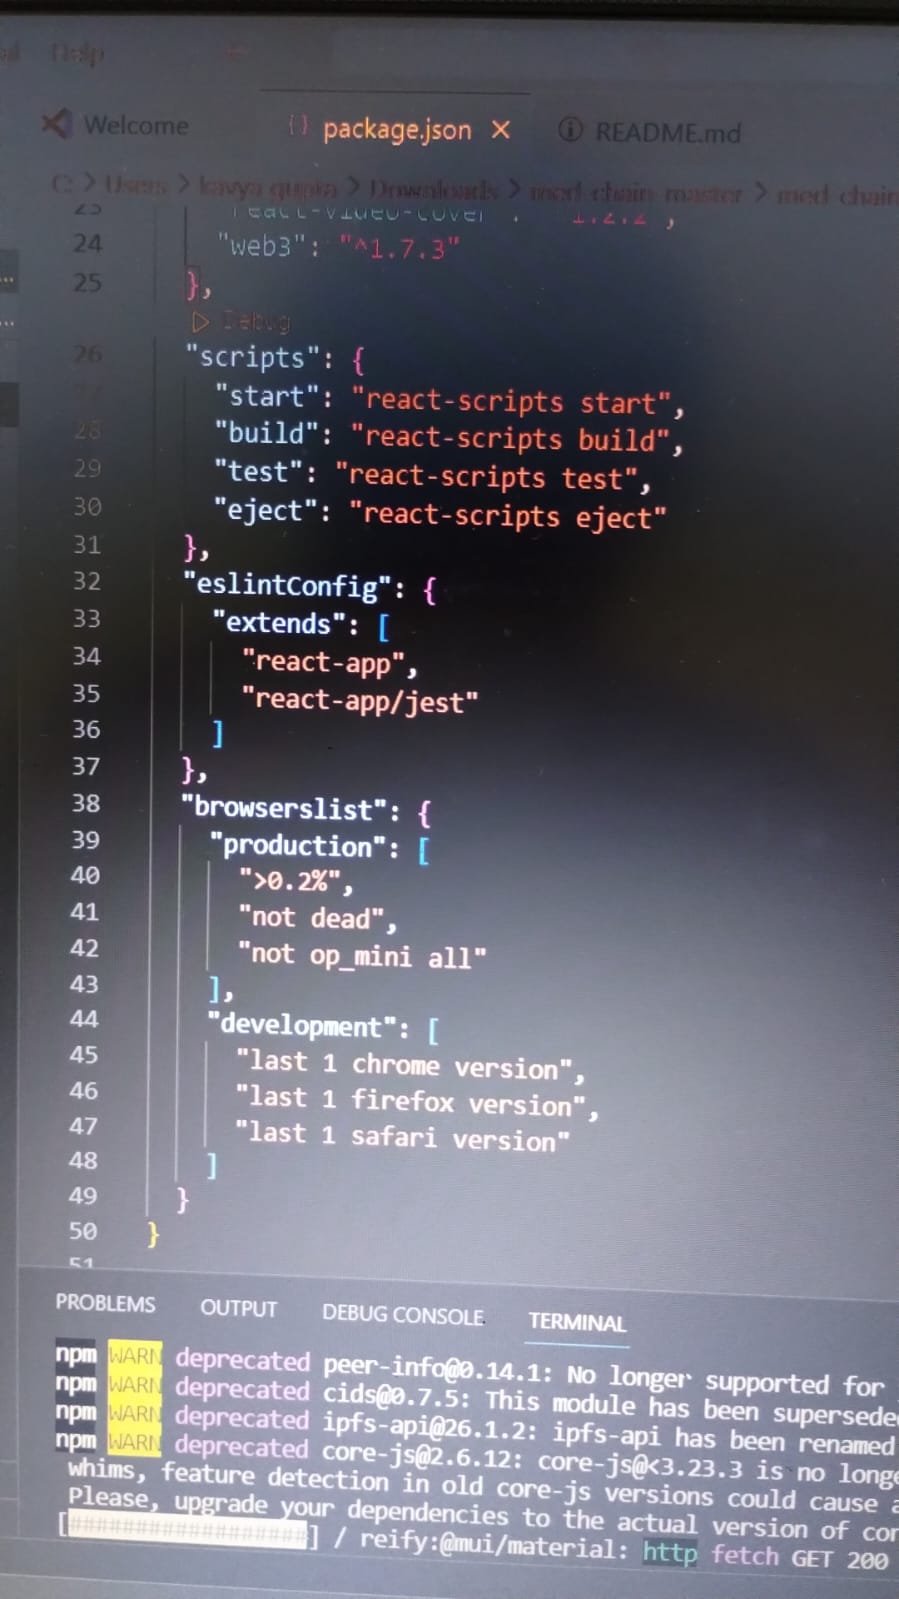 Help
Welcome
{} package.json ×
README.md
C: > Users > kavya gupta > Downloads > med-chain-master > med-chain
23 react-video-cover : 1.2.2 ,
24 "web3": "^1.7.3"
25 },
Debug
26 "scripts": {
"start": "react-scripts start",
28 "build": "react-scripts build",
29 "test": "react-scripts test",
30 "eject": "react-scripts eject"
31 },
32 "eslintConfig": {
33 "extends": [
34 "react-app",
35 "react-app/jest"
36 ]
37 },
38 "browserslist": {
39 "production": [
40 ">0.2%",
41 "not dead",
42 "not op_mini all"
43 ],
44 "development": [
45 "last 1 chrome version",
46 "last 1 firefox version",
47 "last 1 safari version"
48 ]
49 }
50 }
51
PROBLEMS OUTPUT DEBUG CONSOLE TERMINAL
npm WARN deprecated peer-info@0.14.1: No longer supported for
npm WARN deprecated cids@0.7.5: This module has been supersede
npm WARN deprecated ipfs-api@26.1.2: ipfs-api has been renamed
npm WARN deprecated core-js@2.6.12: core-js@<3.23.3 is no longe
whims, feature detection in old core-js versions could cause a
Please, upgrade your dependencies to the actual version of cor
[##################] / reify:@mui/material: http fetch GET 200